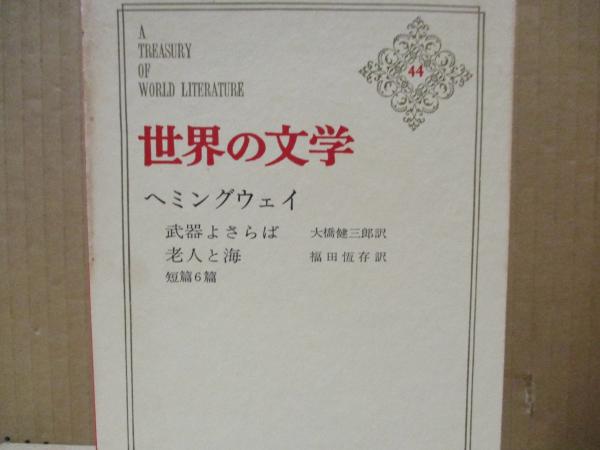 A
TREASURY
OF
WORLD LITERATURE
44
世界の文学
ヘミングウェイ
武器よさらば 大橋健三郎訳
老人と海 福田恆存訳
短篇6篇